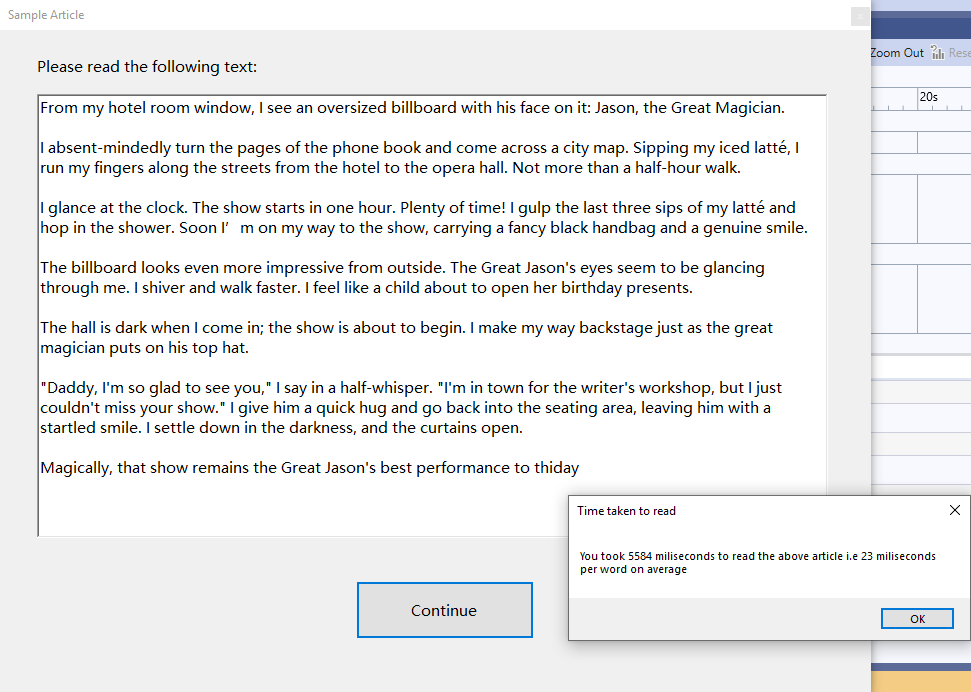 Sample Article
Zoom Out
Rese
Please read the following text:
20s
From my hotel room window, I see an oversized billboard with his face on it: Jason, the Great Magician.
I absent-mindedly turn the pages of the phone book and come across a city map. Sipping my iced latté, I
run my fingers along the streets from the hotel to the opera hall. Not more than a half-hour walk.
I glance at the clock. The show starts in one hour. Plenty of time! I gulp the last three sips of my latté and
hop in the shower. Soon I’ m on my way to the show, carrying a fancy black handbag and a genuine smile.
The billboard looks even more impressive from outside. The Great Jason's eyes seem to be glancing
through me. I shiver and walk faster. I feel like a child about to open her birthday presents.
The hall is dark when I come in; the show is about to begin. I make my way backstage just as the great
magician puts on his top hat.
"Daddy, I'm so glad to see you," I say in a half-whisper. "I'm in town for the writer's workshop, but I just
couldn't miss your show." I give him a quick hug and go back into the seating area, leaving him with a
startled smile. I settle down in the darkness, and the curtains open.
Magically, that show remains the Great Jason's best performance to thiday
Time taken to read
You took 5584 miliseconds to read the above article i.e 23 miliseconds
per word on average
OK
Continue